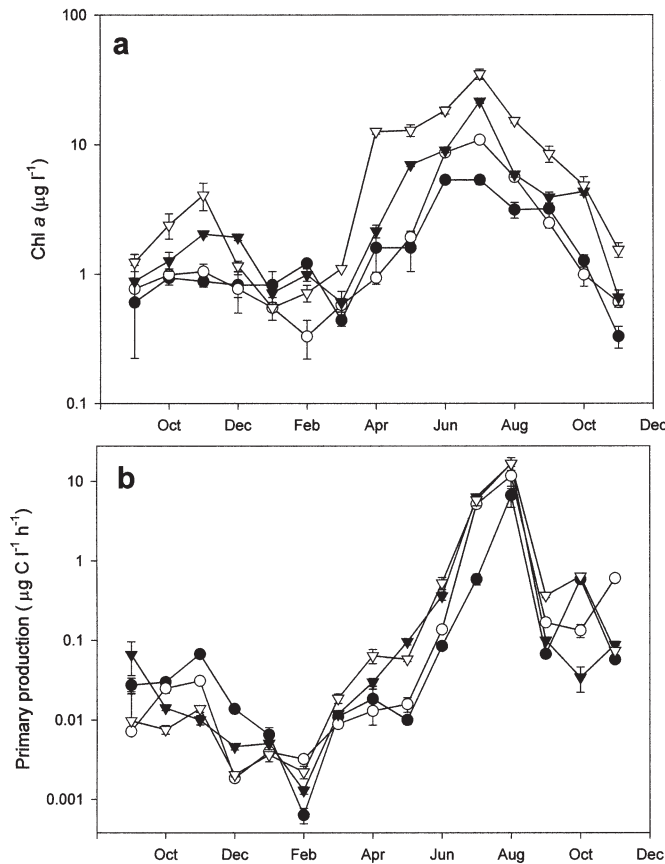 100
a
10
Chl a (µg l⁻¹)
1
0.1
Oct Dec Feb Apr Jun Aug Oct Dec
b
10
1
Primary production ( µg C l⁻¹ h⁻¹)
0.1
0.01
0.001
Oct Dec Feb Apr Jun Aug Oct Dec